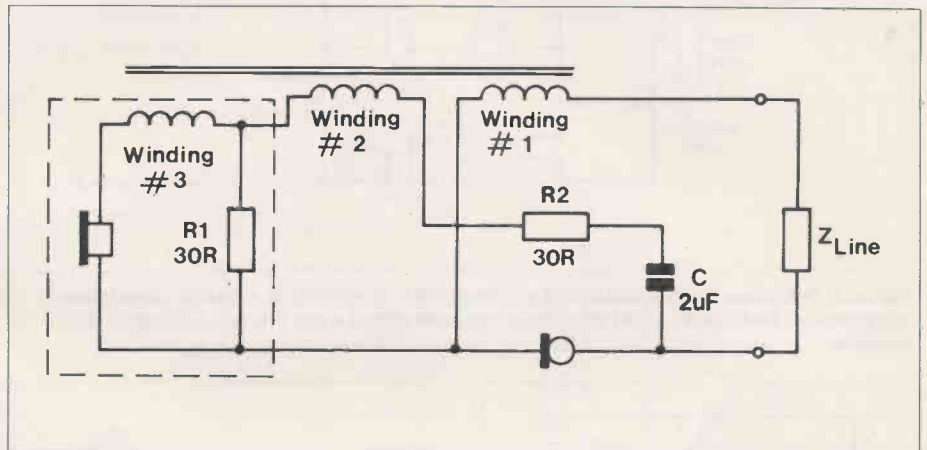 Winding
# 3
Winding
# 2
Winding
# 1
R1
30R
R2
30R
C
2uF
ZLine